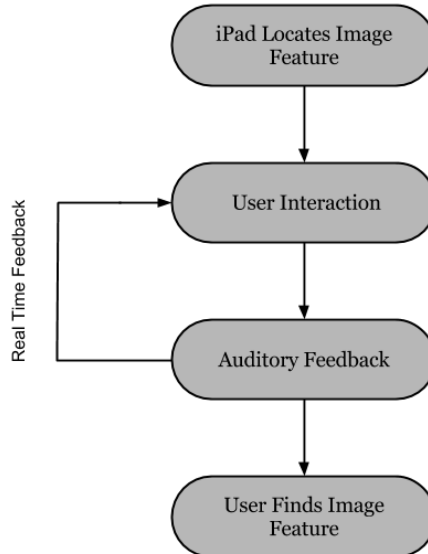 iPad Locates Image
Feature
User Interaction
Real Time Feedback
Auditory Feedback
User Finds Image
Feature